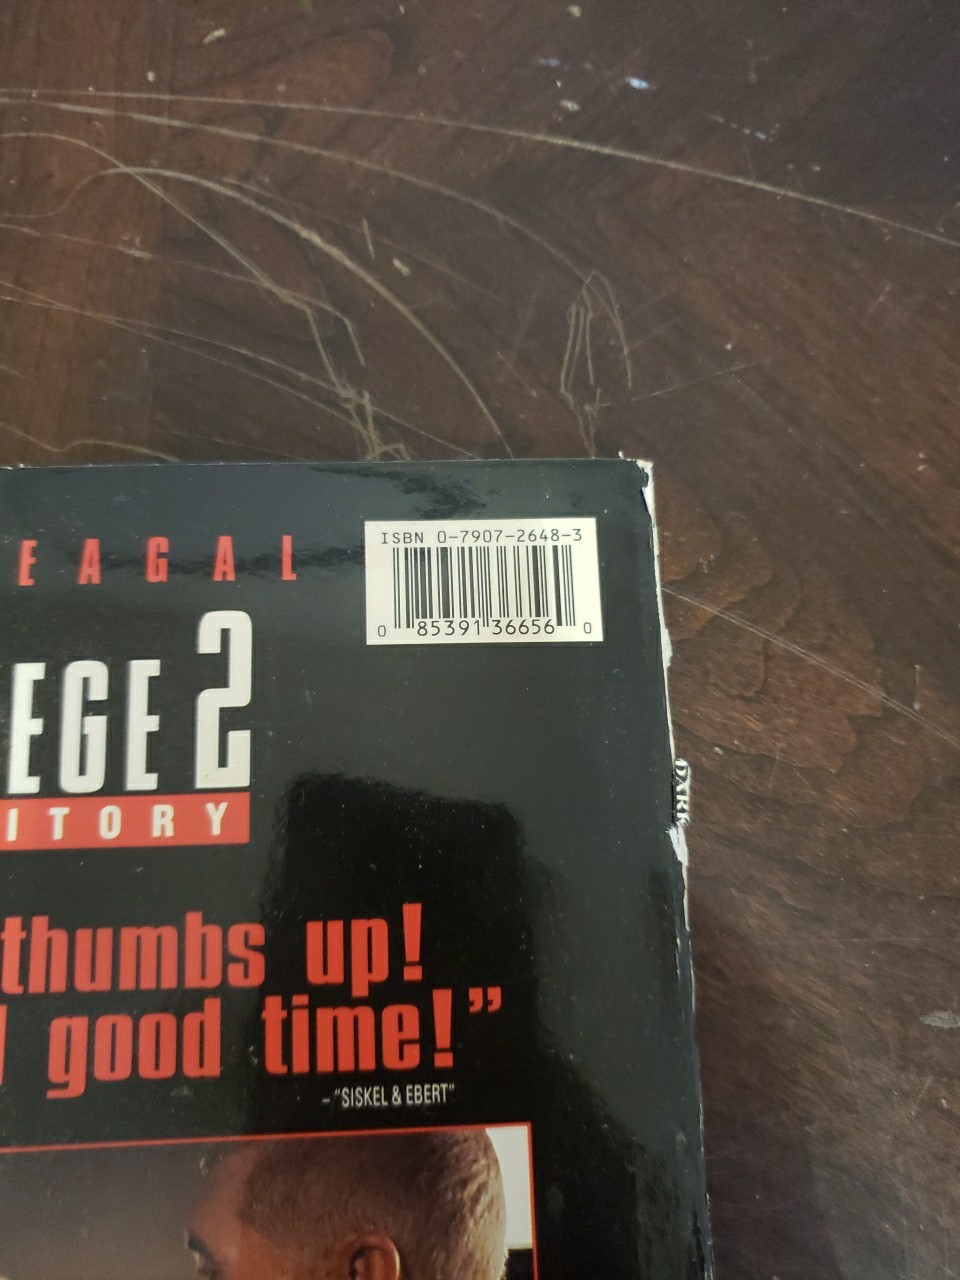 EAGAL
ISBN 0-7907-2648-3
0 85391 36656 0
EGE 2
ITORY
DARK
thumbs up!
good time!”
– “SISKEL & EBERT”